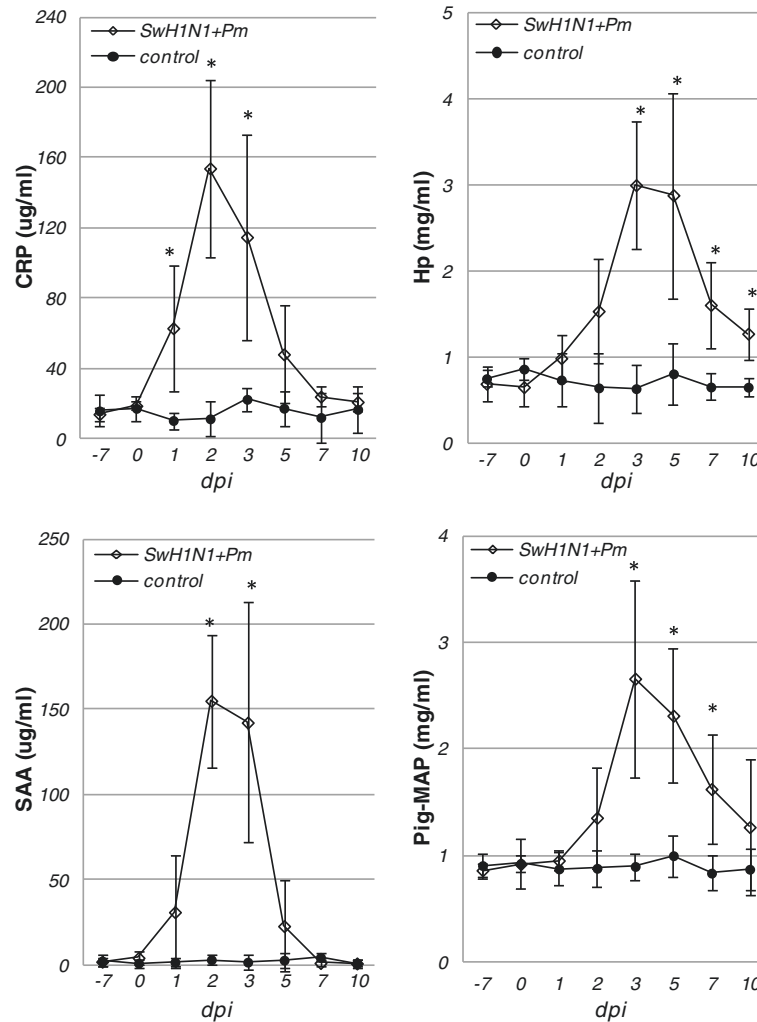 SwH1N1+Pm
control
CRP (ug/ml)
240
200
160
120
80
40
0
* * * 
-7 0 1 2 3 5 7 10
dpi
SwH1N1+Pm
control
Hp (mg/ml)
5
4
3
2
1
0
* * * *
-7 0 1 2 3 5 7 10
dpi
SwH1N1+Pm
control
SAA (ug/ml)
250
200
150
100
50
0
* *
-7 0 1 2 3 5 7 10
dpi
SwH1N1+Pm
control
Pig-MAP (mg/ml)
4
3
2
1
0
* * *
-7 0 1 2 3 5 7 10
dpi